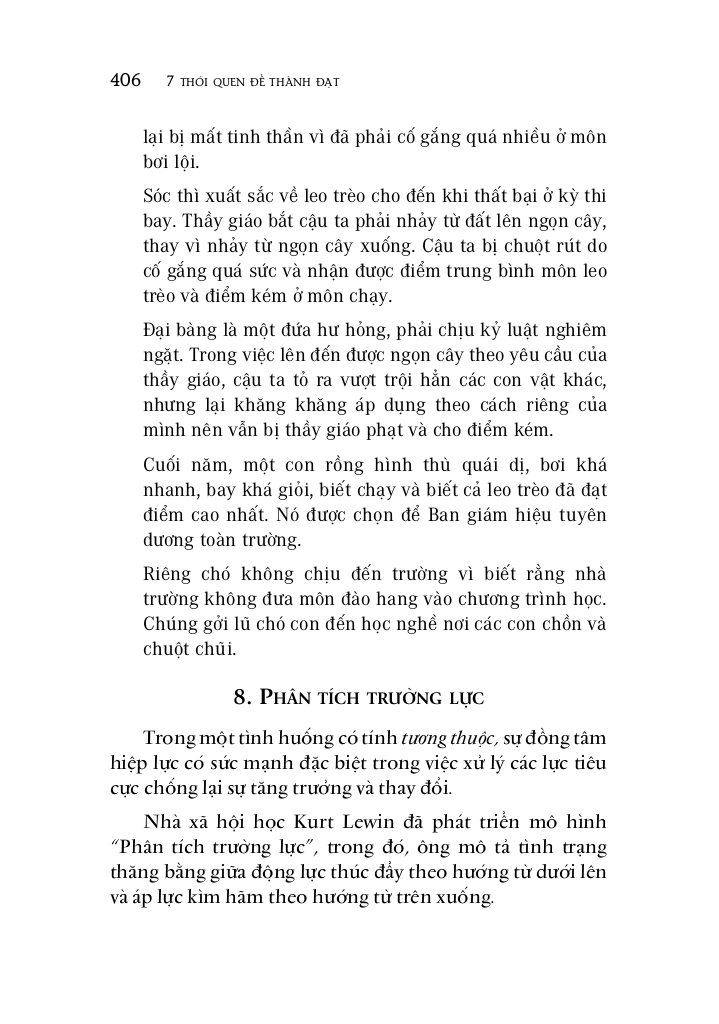 406 7 THÓI QUEN ĐỂ THÀNH ĐẠT
lại bị mất tinh thần vì đã phải cố gắng quá nhiều ở môn
bơi lội.
Sóc thì xuất sắc về leo trèo cho đến khi thất bại ở kỳ thi
bay. Thầy giáo bắt cậu ta phải nhảy từ đất lên ngọn cây,
thay vì nhảy từ ngọn cây xuống. Cậu ta bị chuột rút do
cố gắng quá sức và nhận được điểm trung bình môn leo
trèo và điểm kém ở môn chạy.
Đại bàng là một đứa hư hỏng, phải chịu kỷ luật nghiêm
ngặt. Trong việc lên đến được ngọn cây theo yêu cầu của
thầy giáo, cậu ta tỏ ra vượt trội hẳn các con vật khác,
nhưng lại khăng khăng áp dụng theo cách riêng của
mình nên vẫn bị thầy giáo phạt và cho điểm kém.
Cuối năm, một con rồng hình thù quái dị, bơi khá
nhanh, bay khá giỏi, biết chạy và biết cả leo trèo đã đạt
điểm cao nhất. Nó được chọn để Ban giám hiệu tuyên
dương toàn trường.
Riêng chó không chịu đến trường vì biết rằng nhà
trường không đưa môn đào hang vào chương trình học.
Chúng gởi lũ chó con đến học nghề nơi các con chồn và
chuột chũi.
8. PHÂN TÍCH TRƯỜNG LỰC
Trong một tình huống có tính tương thuộc, sự đồng tâm
hiệp lực có sức mạnh đặc biệt trong việc xử lý các lực tiêu
cực chống lại sự tăng trưởng và thay đổi.
Nhà xã hội học Kurt Lewin đã phát triển mô hình
“Phân tích trường lực”, trong đó, ông mô tả tình trạng
thăng bằng giữa động lực thúc đẩy theo hướng từ dưới lên
và áp lực kìm hãm theo hướng từ trên xuống.